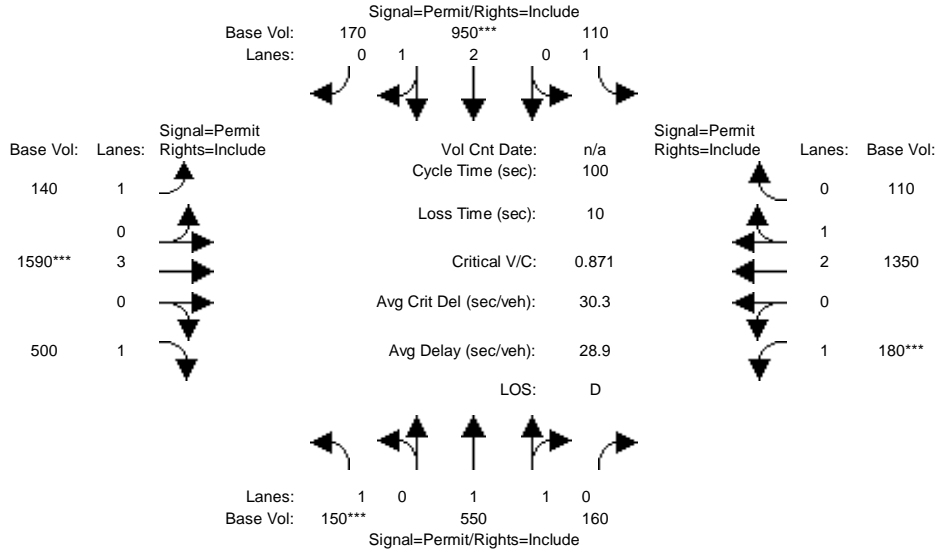 Signal=Permit/Rights=Include
Base Vol: 170 950*** 110
Lanes: 0 1 2 0 1
Signal=Permit Signal=Permit
Base Vol: Lanes: Rights=Include Vol Cnt Date: n/a Rights=Include Lanes: Base Vol:
Cycle Time (sec): 100
140 1 0 110
Loss Time (sec): 10
0 1
1590*** 3 Critical V/C: 0.871 2 1350
0 Avg Crit Del (sec/veh): 30.3 0
500 1 Avg Delay (sec/veh): 28.9 1 180***
LOS: D
Lanes: 1 0 1 1 0
Base Vol: 150*** 550 160
Signal=Permit/Rights=Include